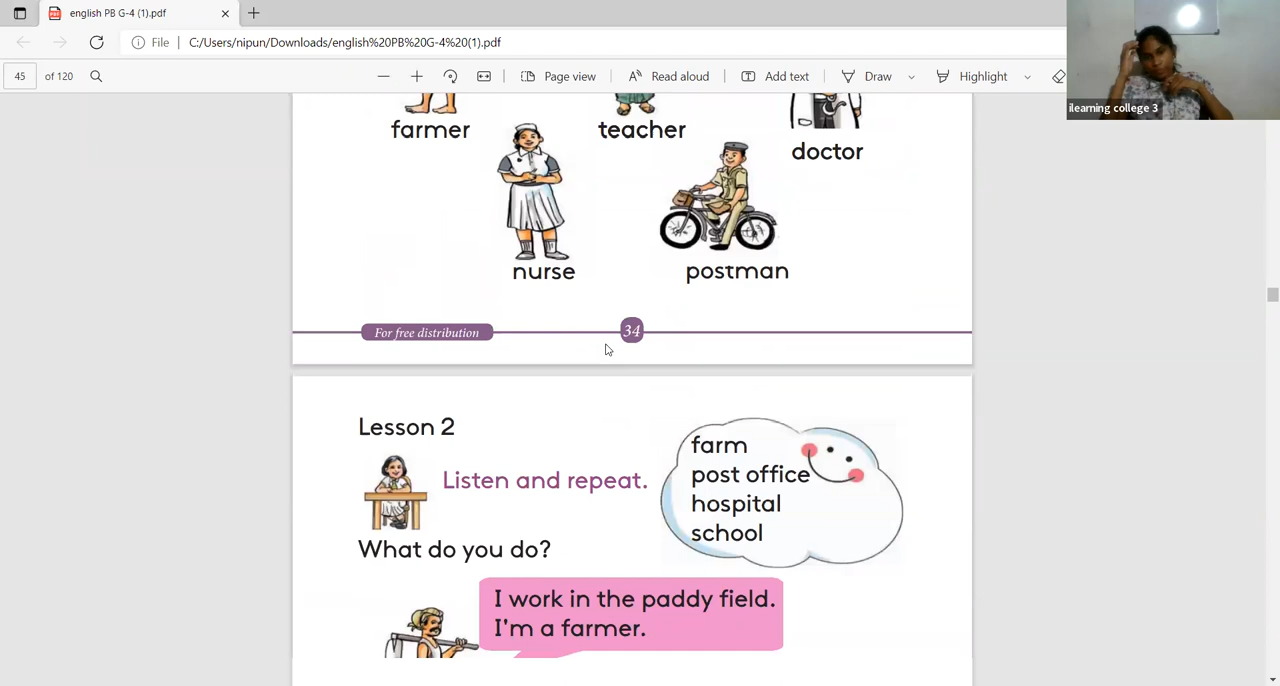 english PB G-4 (1).pdf
File
C:/Users/nipun/Downloads/english%20PB%20G-4%20(1).pdf
45 of 120
Page view
Read aloud
Add text
Draw
Highlight
ilearning college 3
farmer
teacher
doctor
nurse
postman
For free distribution
34
Lesson 2
Listen and repeat.
farm
post office
hospital
school
What do you do?
I work in the paddy field.
I'm a farmer.